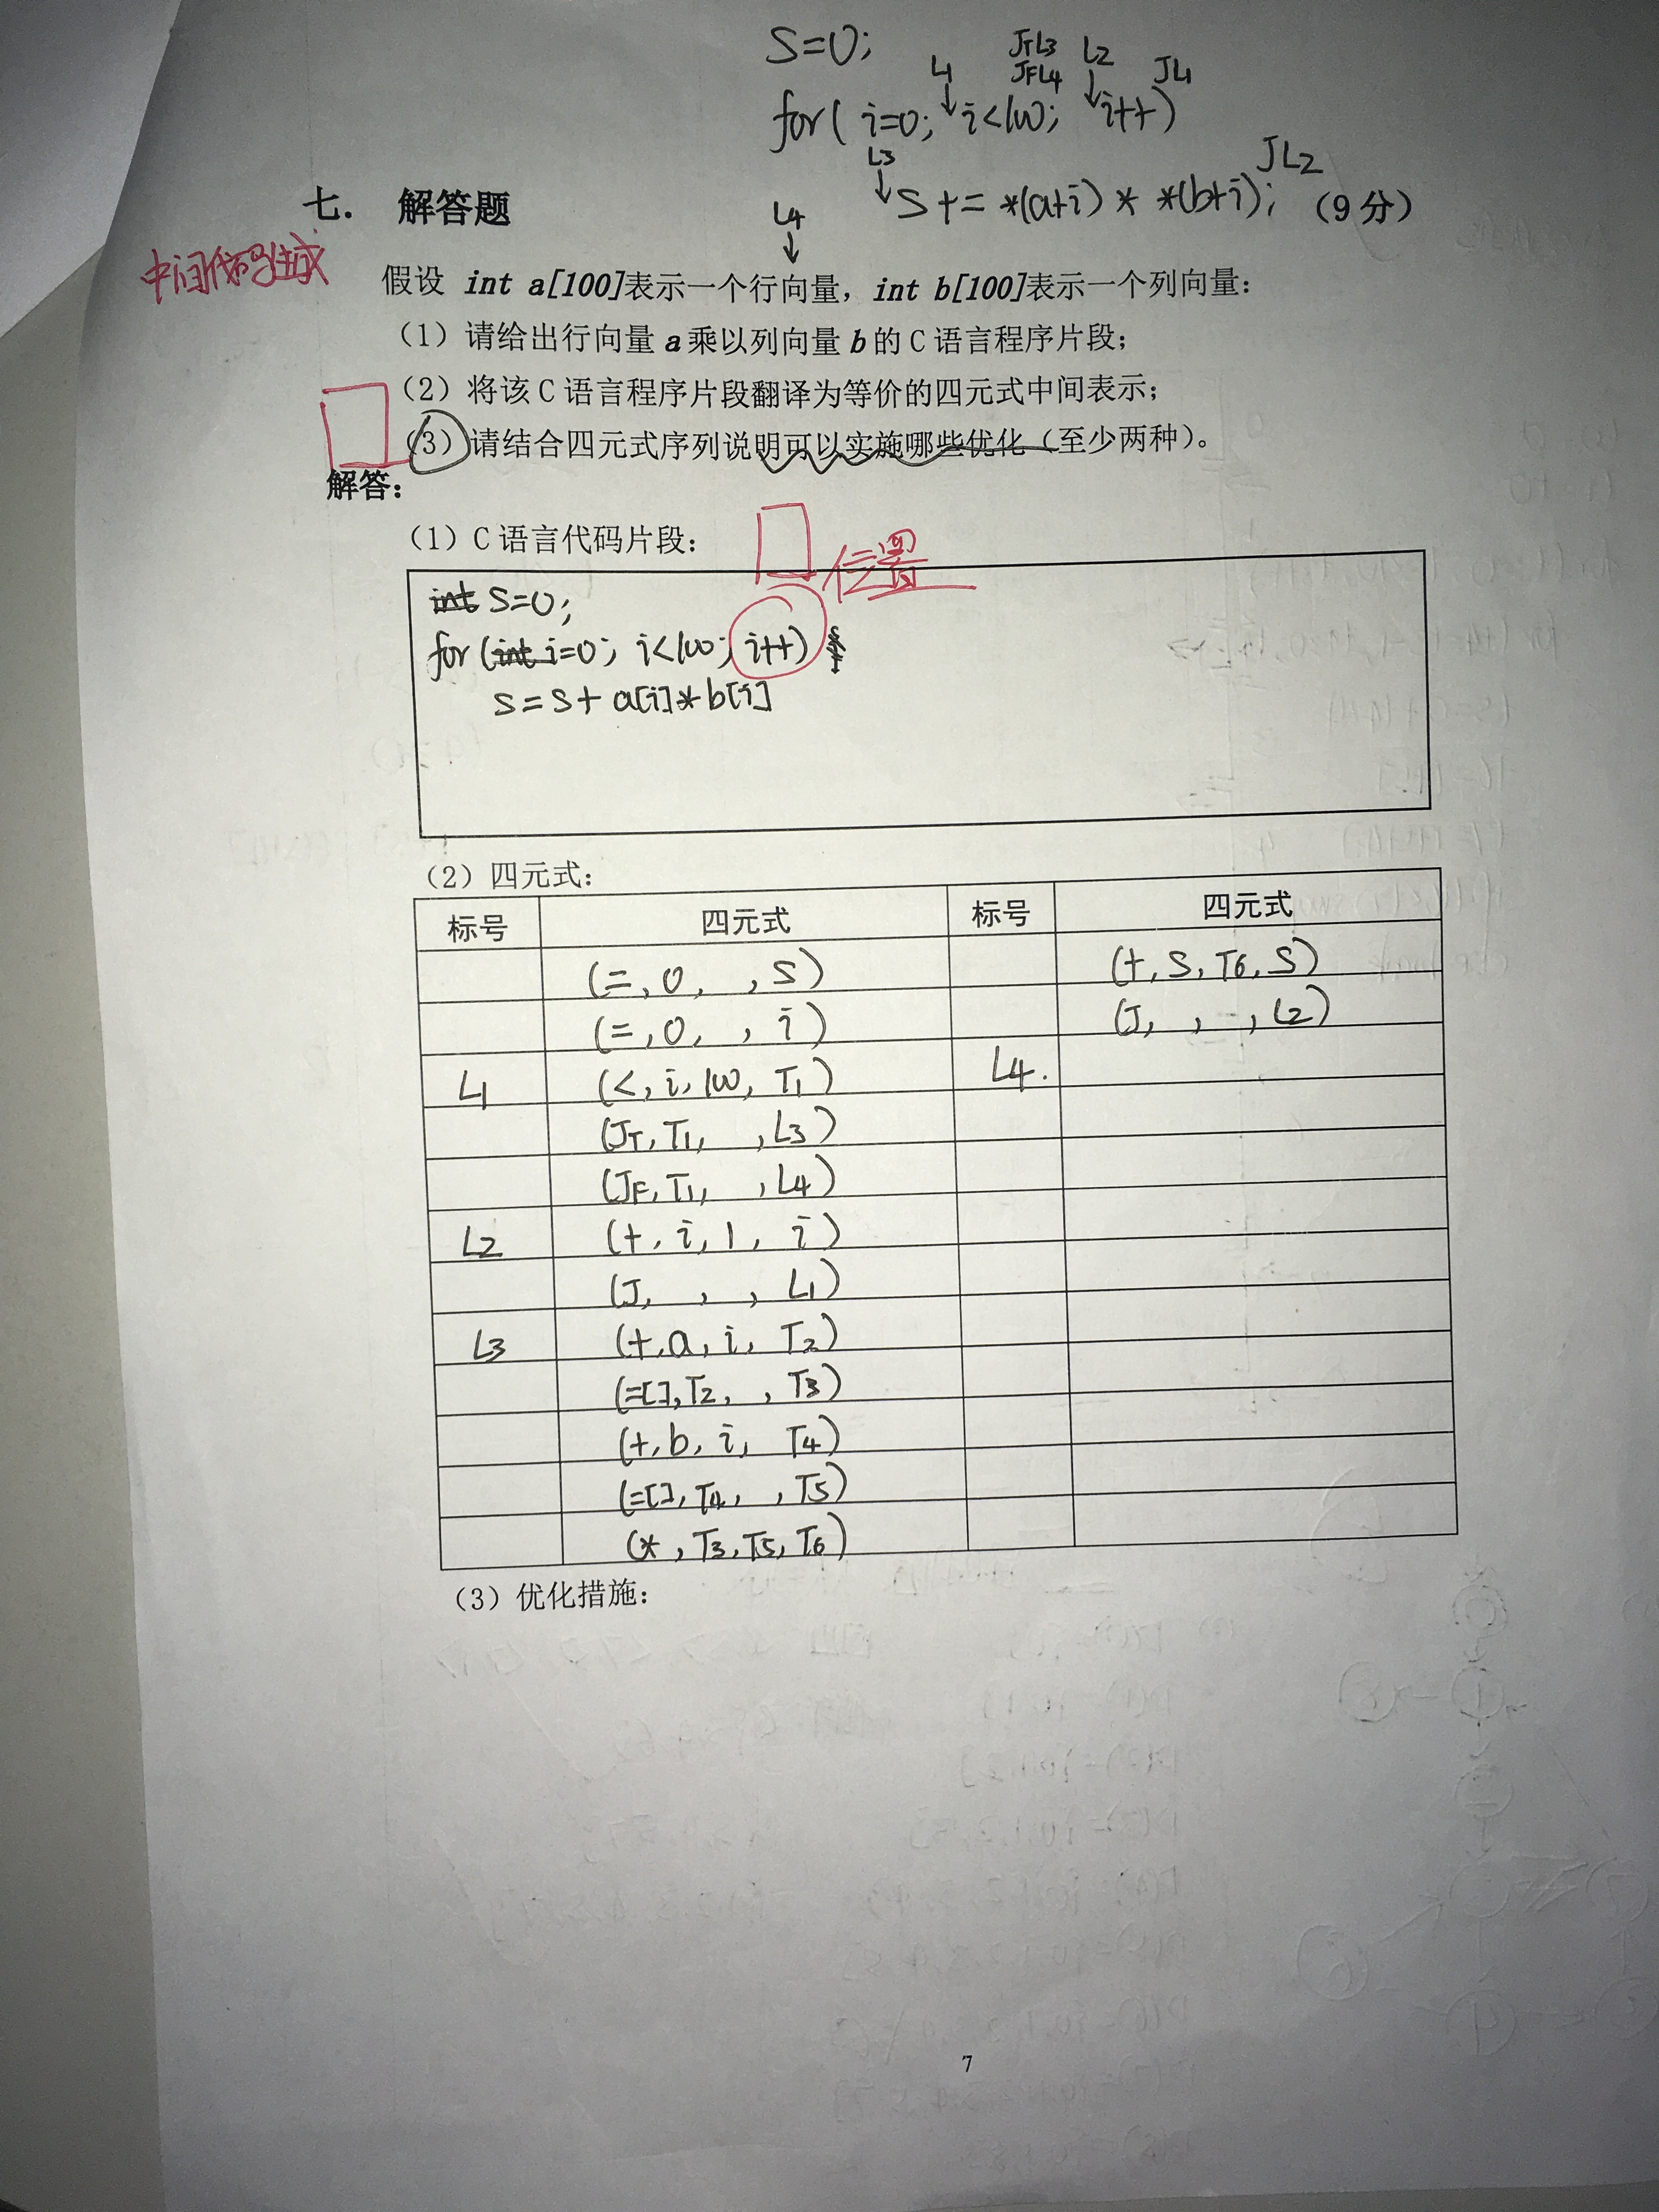 S=0;
L1 JTL3 L2 JL1
JFL4
for( i=0; i<100; i++)
L3 JL2
S += *(a+i) * *(b+i);
七. 解答题 (9分)
L4
中间代码生成
假设 int a[100]表示一个行向量，int b[100]表示一个列向量：
（1）请给出行向量 a 乘以列向量 b 的 C 语言程序片段；
（2）将该 C 语言程序片段翻译为等价的四元式中间表示；
（3）请结合四元式序列说明可以实施哪些优化（至少两种）。
解答：
（1）C 语言代码片段：
int S=0;
for (int i=0; i<100; i++)
S=S+ a[i]*b[i]
（2）四元式：
标号 四元式 标号 四元式
(=,0, ,S) (+,S,T6,S)
(=,0, ,i) (J, , ,L2)
L1 (<,i,100,T1) L4.
(JT,T1, ,L3)
(JF,T1, ,L4)
L2 (+,i,1,i)
(J, , ,L1)
L3 (+,a,i,T2)
(=[],T2, ,T3)
(+,b,i,T4)
(=[],T4, ,T5)
(*,T3,T5,T6)
（3）优化措施：
7